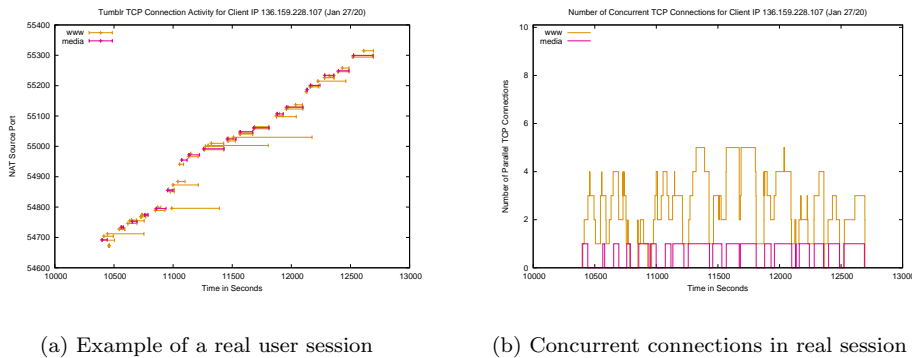 Tumblr TCP Connection Activity for Client IP 136.159.228.107 (Jan 27/20)
55400
55300
55200
55100
55000
54900
54800
54700
54600
NAT Source Port
www
media
10000
10500
11000
11500
12000
12500
13000
Time in Seconds
(a) Example of a real user session
Number of Concurrent TCP Connections for Client IP 136.159.228.107 (Jan 27/20)
10
8
6
4
2
0
Number of Parallel TCP Connections
www
media
10000
10500
11000
11500
12000
12500
13000
Time in Seconds
(b) Concurrent connections in real session